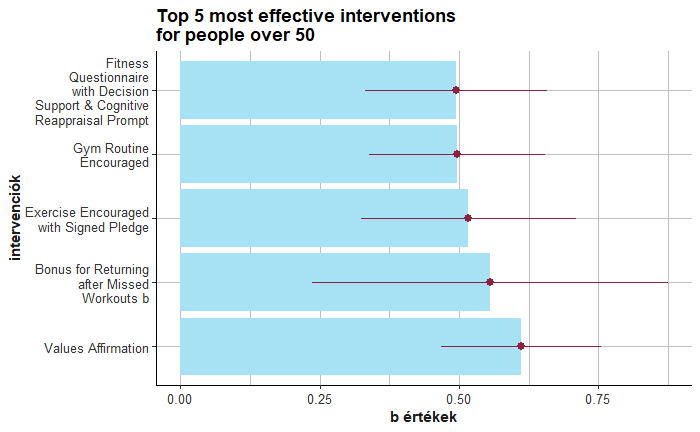 Top 5 most effective interventions
for people over 50
Fitness
Questionnaire
with Decision
Support & Cognitive
Reappraisal Prompt
Gym Routine
Encouraged
Exercise Encouraged
with Signed Pledge
Bonus for Returning
after Missed
Workouts b
Values Affirmation
intervenciók
0.00
0.25
0.50
0.75
b értékek